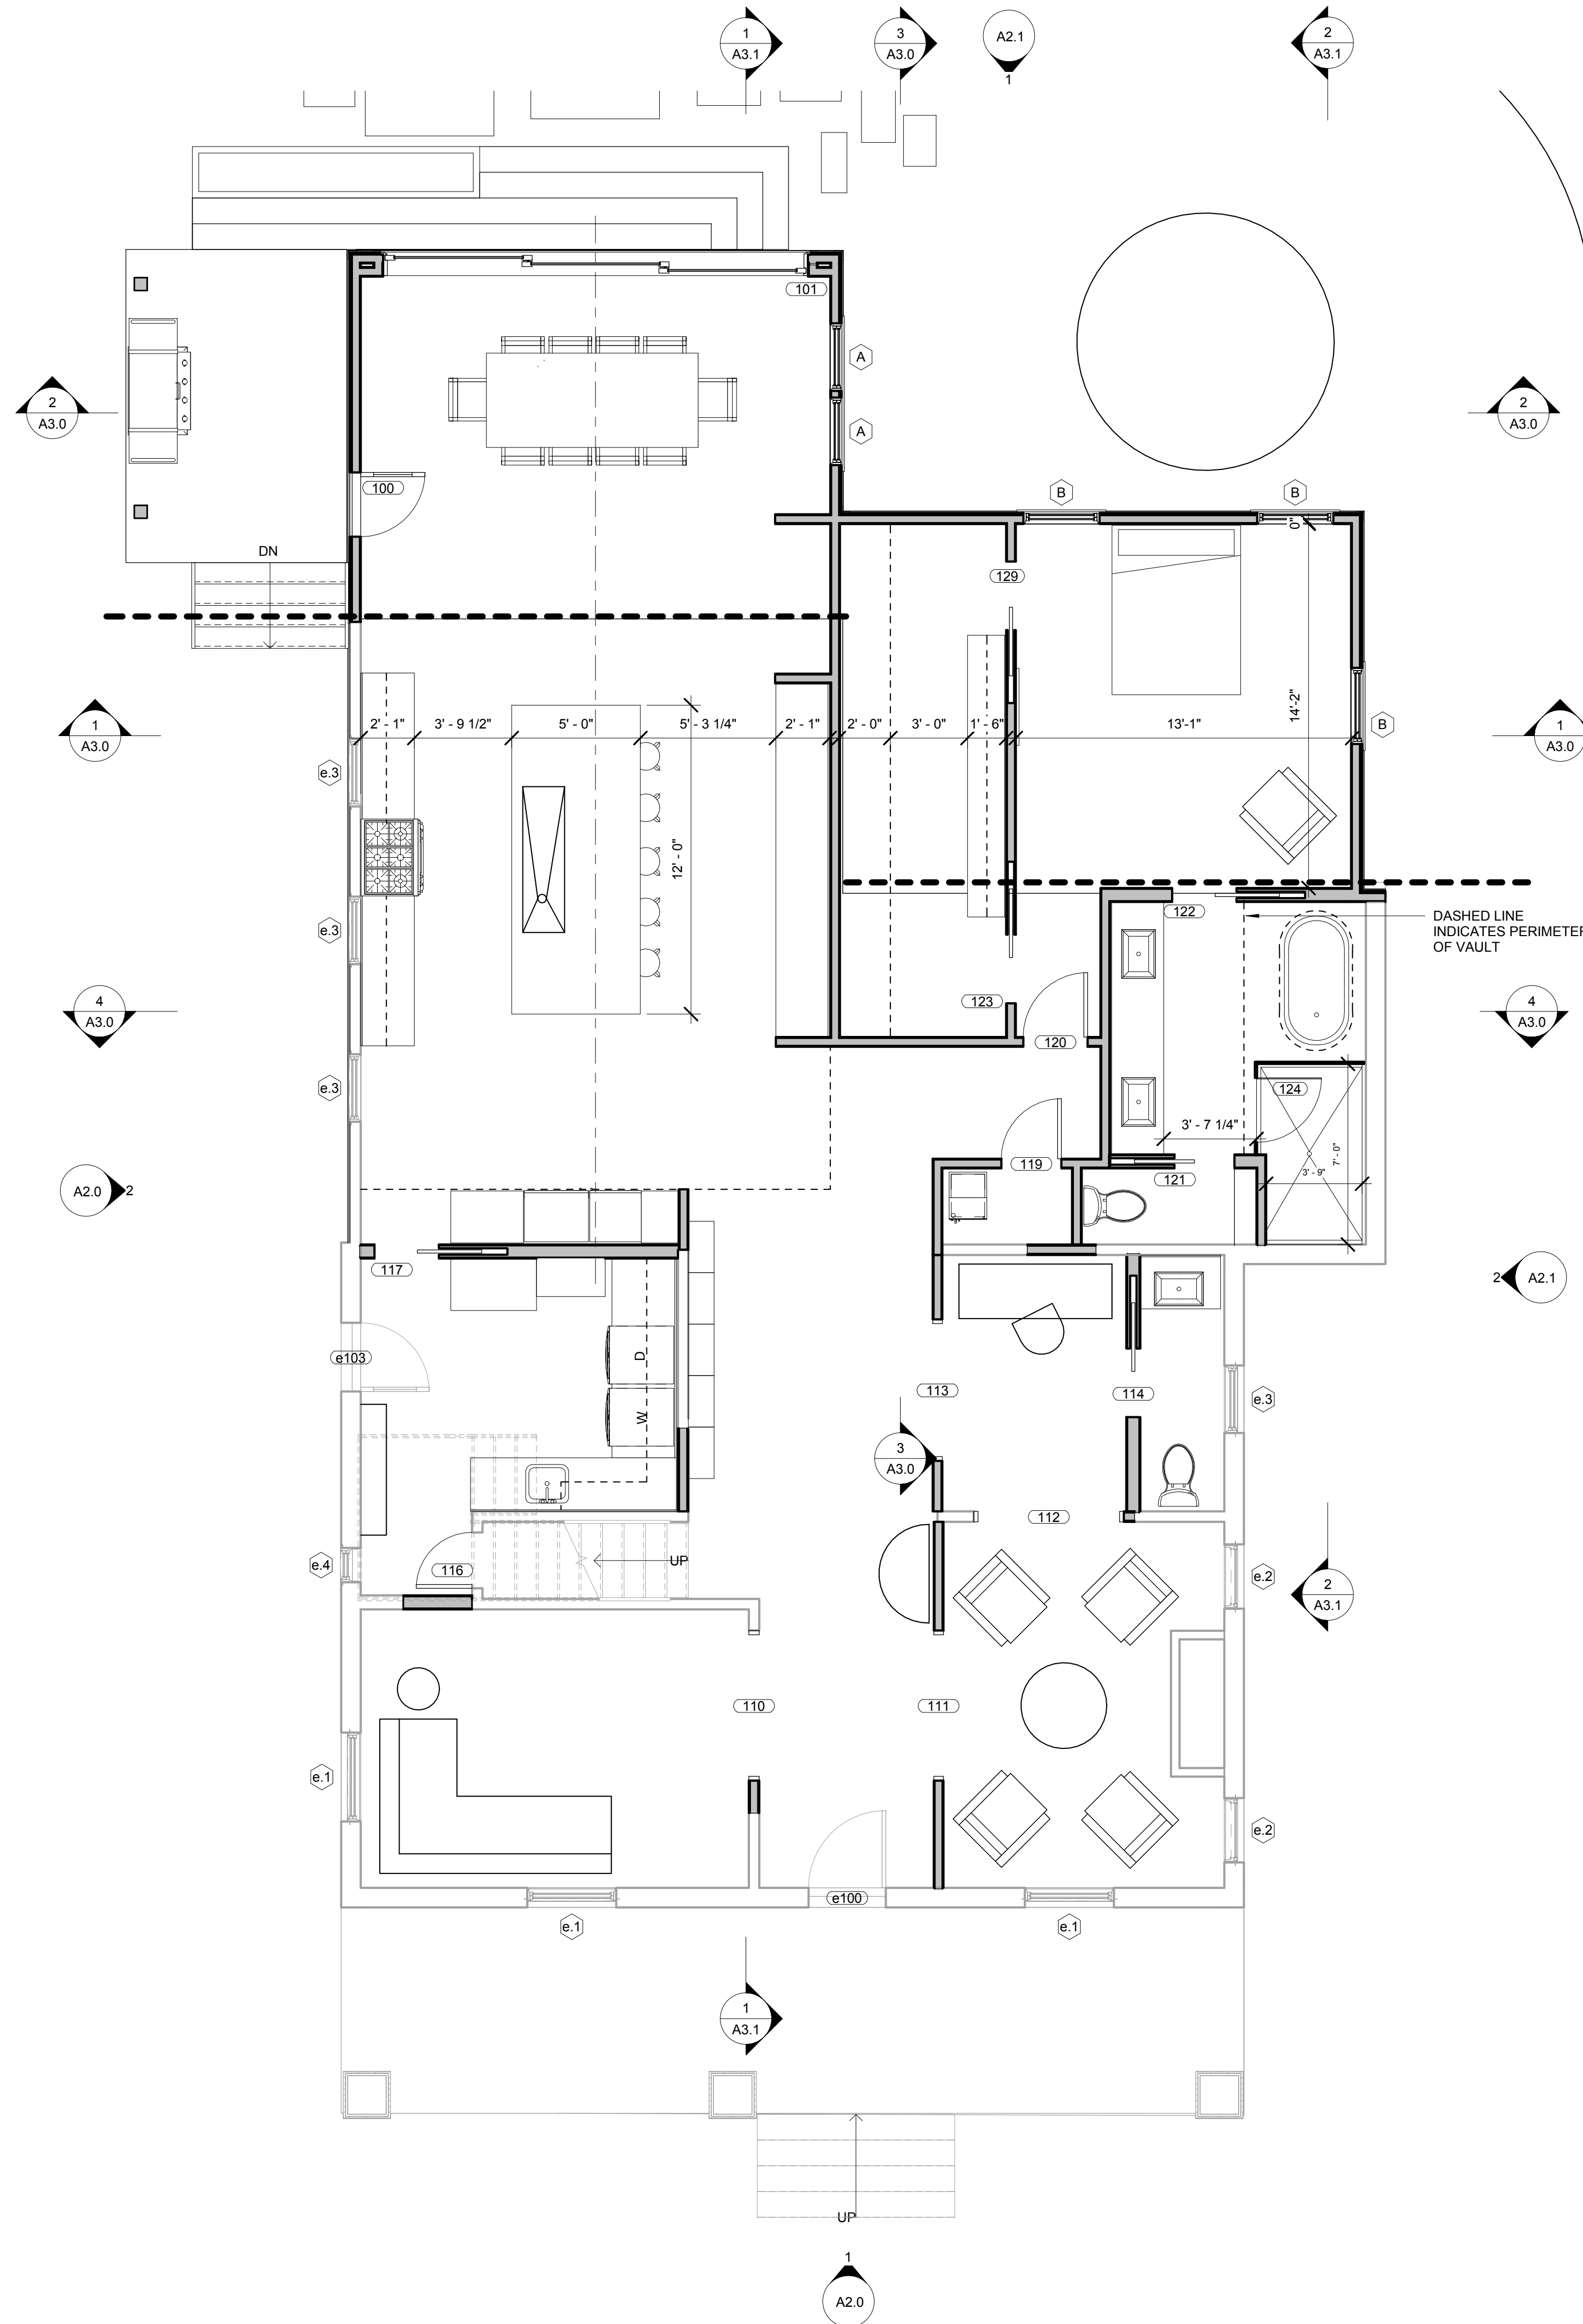 1
A3.1
3
A3.0
A2.1
1
2
A3.1
101
A
A
2
A3.0
2
A3.0
100
B
B
0"
DN
129
1
A3.0
2' - 1"
3' - 9 1/2"
5' - 0"
5' - 3 1/4"
2' - 1"
2' - 0"
3' - 0"
1' - 6"
13'-1"
14'-2"
B
1
A3.0
e.3
12' - 0"
e.3
122
DASHED LINE
INDICATES PERIMETER
OF VAULT
4
A3.0
123
4
A3.0
120
e.3
124
3' - 7 1/4"
119
121
3' - 9"
7' - 0"
A2.0
2
117
2
A2.1
e103
D
W
113
114
e.3
3
A3.0
112
e.4
116
UP
e.2
2
A3.1
110
111
e.1
e.2
e100
e.1
e.1
1
A3.1
UP
1
A2.0